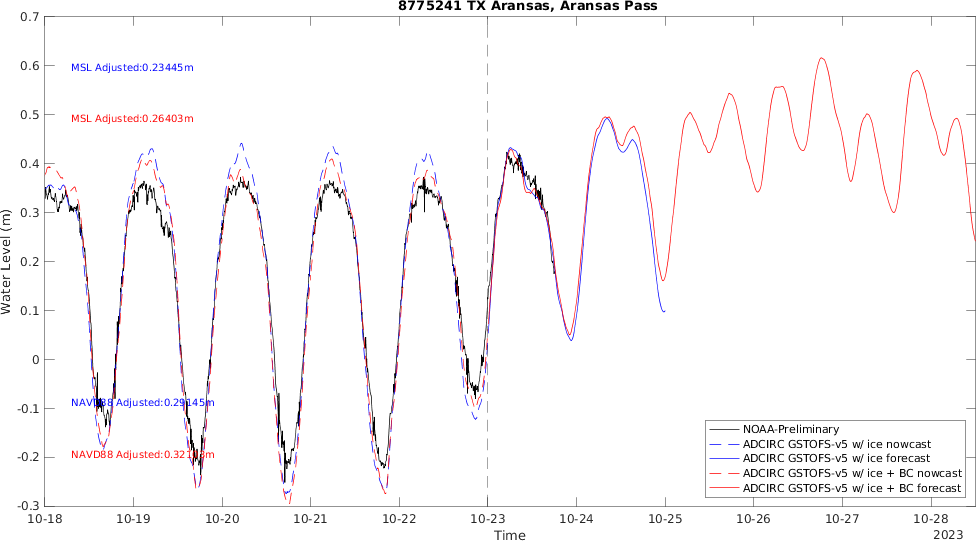 8775241 TX Aransas, Aransas Pass
0.7
0.6
0.5
0.4
0.3
0.2
0.1
0
-0.1
-0.2
-0.3
Water Level (m)
MSL Adjusted:0.23445m
MSL Adjusted:0.26403m
NAVD88 Adjusted:0.29145m
NAVD88 Adjusted:
NOAA-Preliminary
ADCIRC GSTOFS-v5 w/ ice nowcast
ADCIRC GSTOFS-v5 w/ ice forecast
ADCIRC GSTOFS-v5 w/ ice + BC nowcast
ADCIRC GSTOFS-v5 w/ ice + BC forecast
10-18 10-19 10-20 10-21 10-22 10-23 10-24 10-25 10-26 10-27 10-28
Time
2023